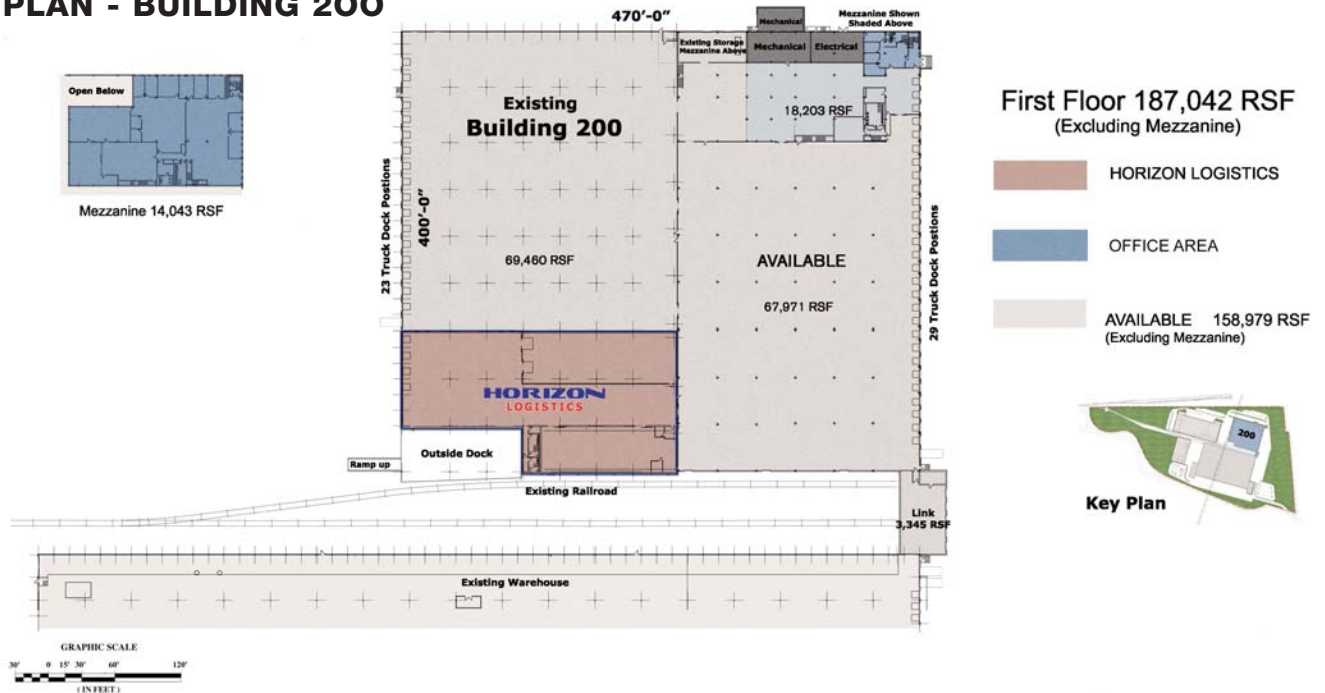 PLAN - BUILDING 200
470’-0”
Mechanical
Mezzanine Shown
Shaded Above
Existing Storage
Mezzanine Above
Mechanical
Electrical
Open Below
Mezzanine 14,043 RSF
Existing
Building 200
18,203 RSF
23 Truck Dock Postions
400’-0”
69,460 RSF
AVAILABLE
67,971 RSF
29 Truck Dock Postions
HORIZON
LOGISTICS
Outside Dock
Ramp up
Existing Railroad
Link
3,345 RSF
Existing Warehouse
First Floor 187,042 RSF
(Excluding Mezzanine)
HORIZON LOGISTICS
OFFICE AREA
AVAILABLE 158,979 RSF
(Excluding Mezzanine)
200
Key Plan
GRAPHIC SCALE
30' 0 15' 30' 60' 120'
( IN FEET )